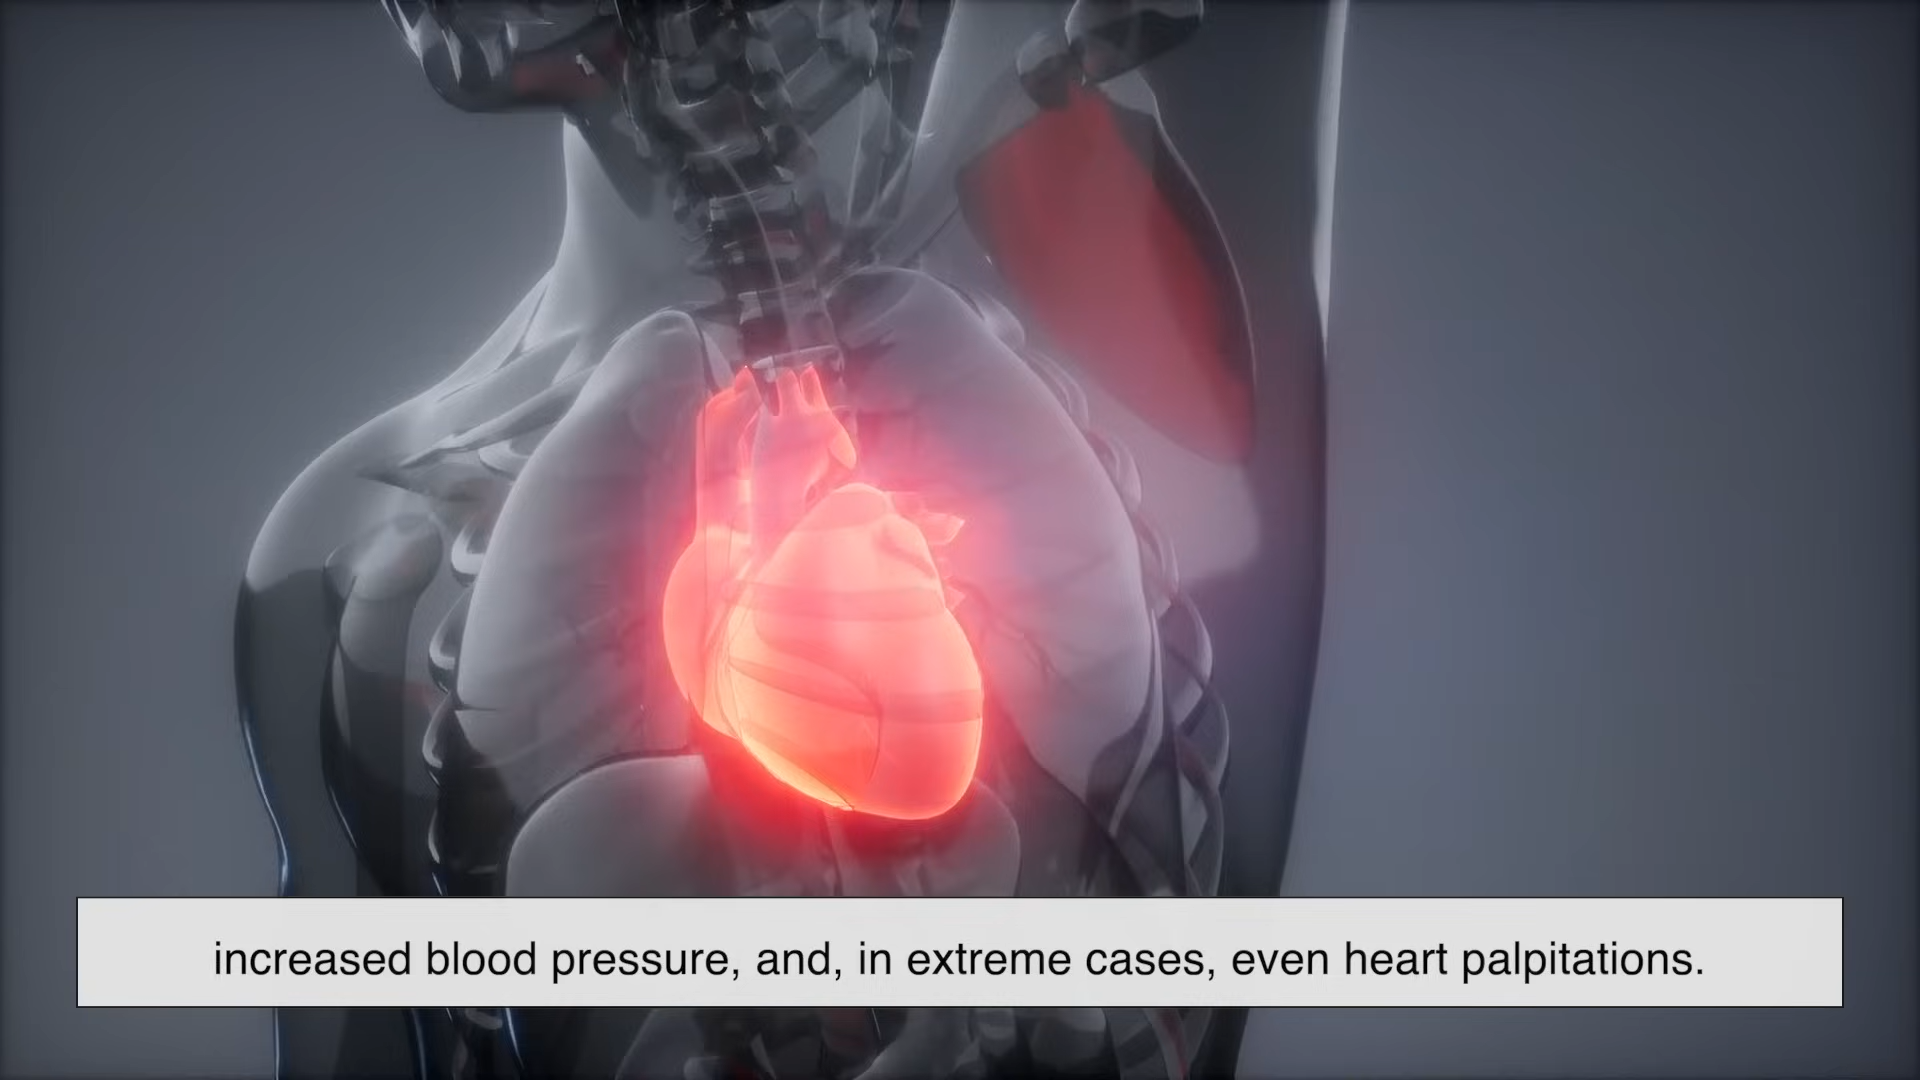 increased blood pressure, and, in extreme cases, even heart palpitations.